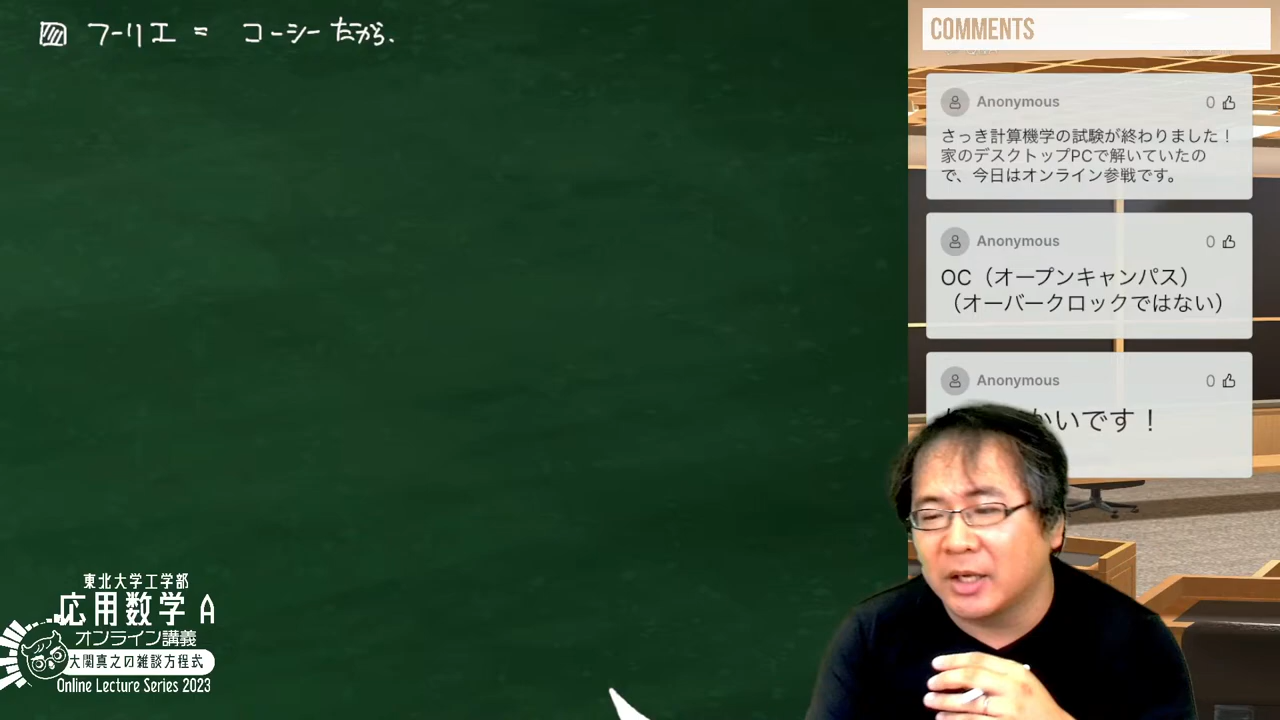 フーリエ = コーシーだから.
COMMENTS
Anonymous
0
さっき計算機学の試験が終わりました！
家のデスクトップPCで解いていたの
で、今日はオンライン参戦です。
Anonymous
0
OC（オープンキャンパス）
（オーバークロックではない）
Anonymous
0
かいです！
東北大学工学部
応用数学 A
オンライン講義
大関真之の雑談方程式
Online Lecture Series 2023